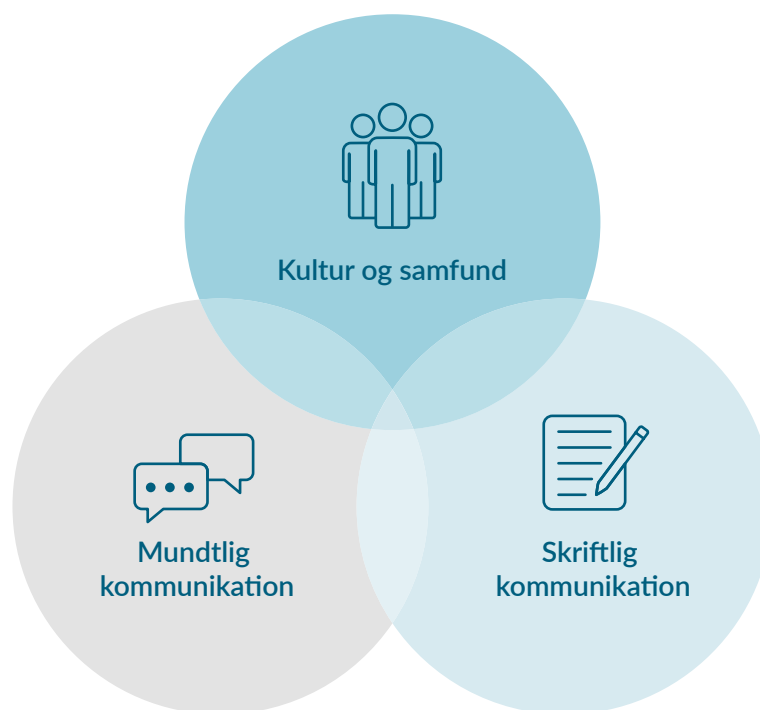 Kultur og samfund
Mundtlig
kommunikation
Skriftlig
kommunikation